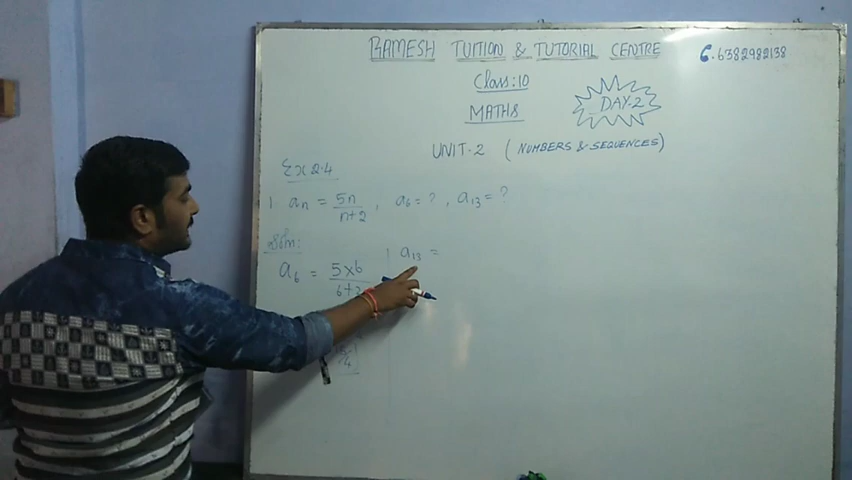 RAMESH TUITION & TUTORIAL CENTRE
6382982138
Class:10
MATHS
DAY-2
UNIT-2 (NUMBERS & SEQUENCES)
Ex 2.4
1 aₙ = 5n/n+2, a₆ = ?, a₁₃ = ?
Soln:
a₆ = 5×6/6+2
a₁₃ =